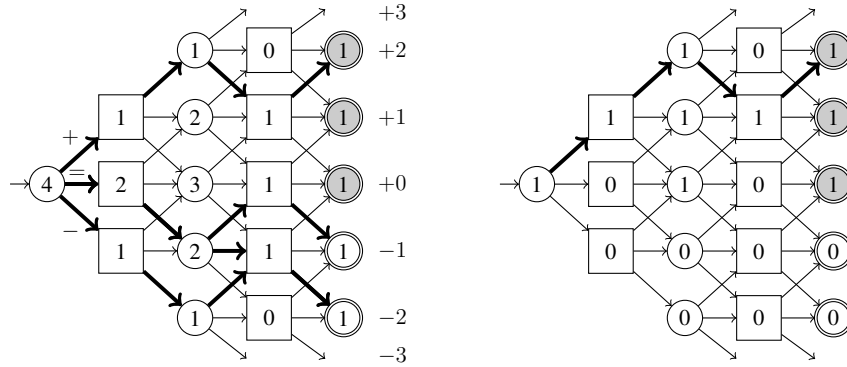 +3
1 0 1 +2 1 0 1
1 2 1 1 +1 1 1 1 1
+
4 = 2 3 1 1 +0 1 0 1 0 1
−
1 2 1 1 −1 0 0 0 0
1 0 1 −2 0 0 0
−3